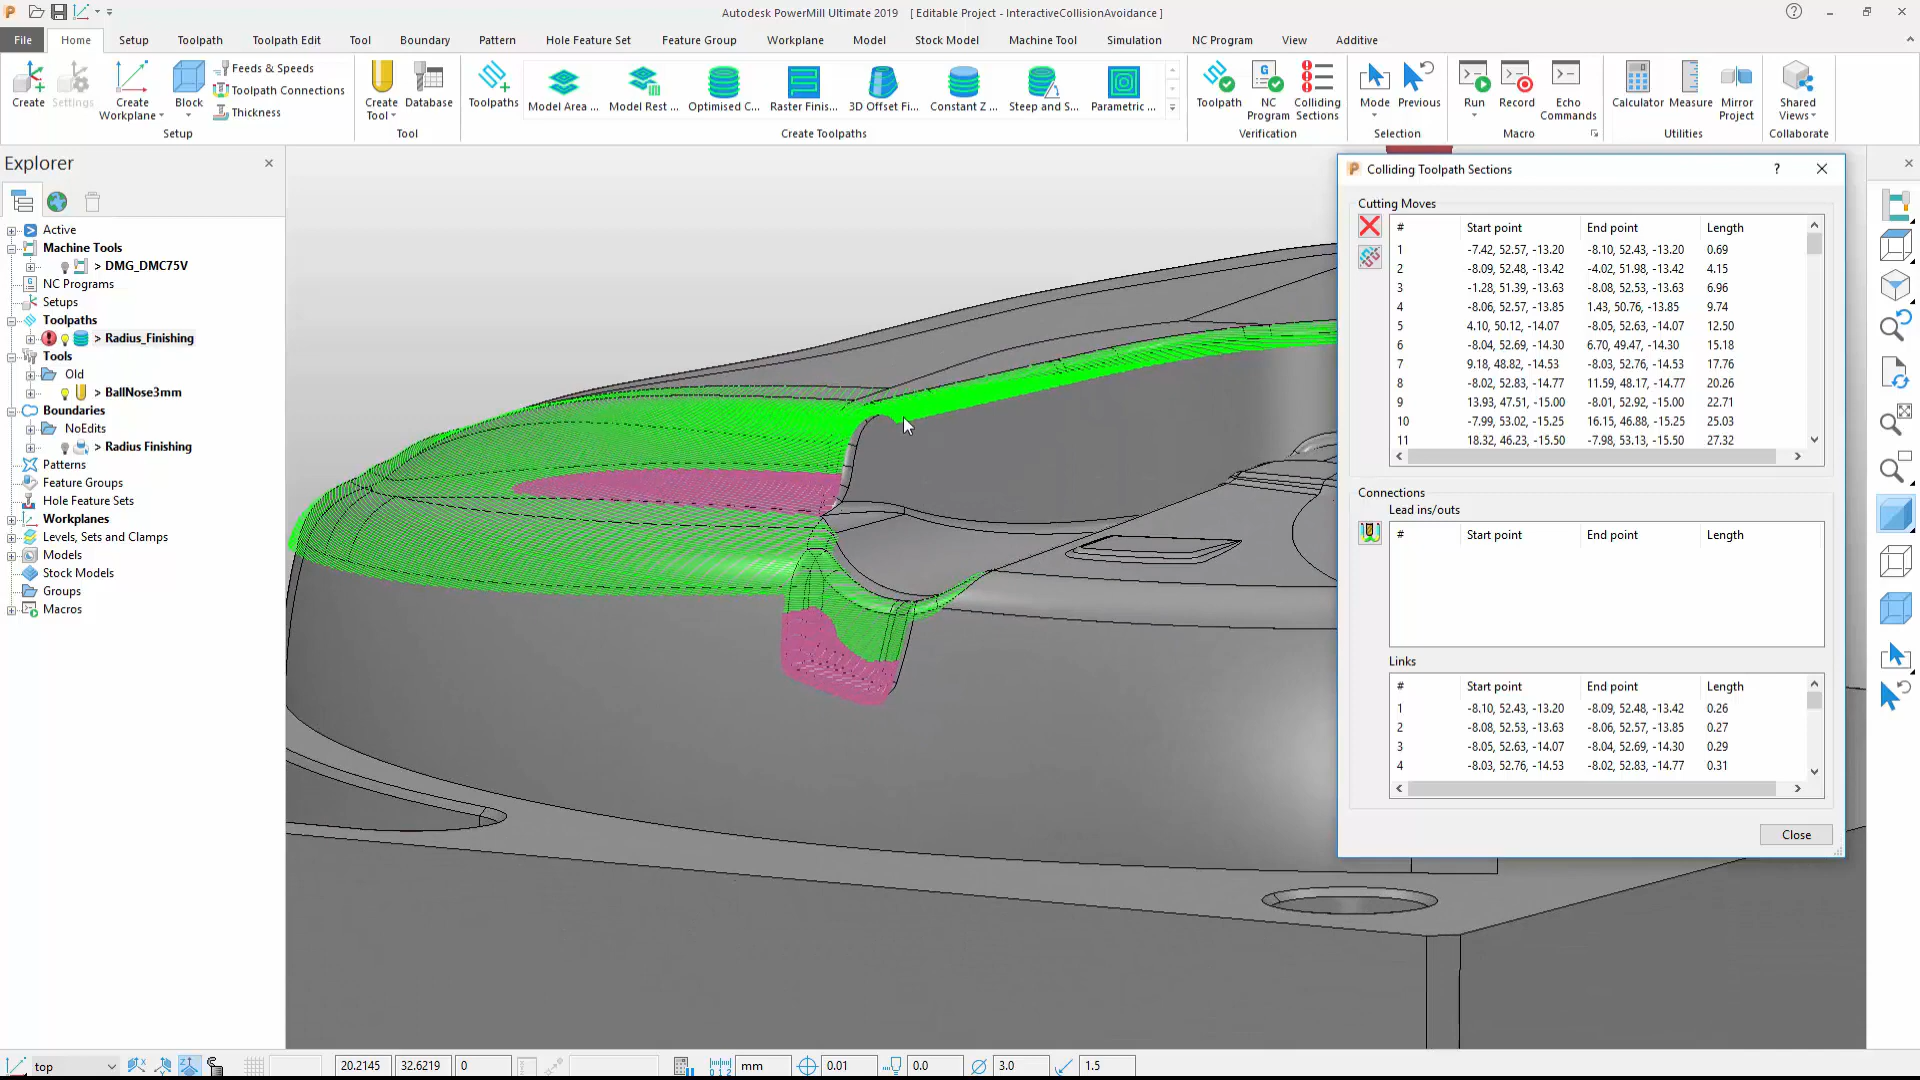 Autodesk PowerMill Ultimate 2019 [ Editable Project - InteractiveCollisionAvoidance ]
File Home Setup Toolpath Toolpath Edit Tool Boundary Pattern Hole Feature Set Feature Group Workplane Model Stock Model Machine Tool Simulation NC Program View Additive
Create
Settings
Create Workplane
Block
Feeds & Speeds
Toolpath Connections
Thickness
Setup
Create Tool
Database
Tool
Toolpaths
Model Area ...
Model Rest ...
Optimised C...
Raster Finis...
3D Offset Fi...
Constant Z ...
Steep and S...
Parametric ...
Create Toolpaths
Toolpath
NC Program
Colliding Sections
Verification
Mode
Previous
Selection
Run
Record
Echo Commands
Macro
Calculator
Measure
Mirror Project
Utilities
Shared Views
Collaborate
Explorer
> Active
Machine Tools
> DMG_DMC75V
NC Programs
Setups
Toolpaths
> Radius_Finishing
Tools
Old
> BallNose3mm
Boundaries
NoEdits
> Radius Finishing
Patterns
Feature Groups
Hole Feature Sets
Workplanes
Levels, Sets and Clamps
Models
Stock Models
Groups
Macros
Colliding Toolpath Sections
Cutting Moves
# Start point End point Length
1 -7.42, 52.57, -13.20 -8.10, 52.43, -13.20 0.69
2 -8.09, 52.48, -13.42 -4.02, 51.98, -13.42 4.15
3 -1.28, 51.39, -13.63 -8.08, 52.53, -13.63 6.96
4 -8.06, 52.57, -13.85 1.43, 50.76, -13.85 9.74
5 4.10, 50.12, -14.07 -8.05, 52.63, -14.07 12.50
6 -8.04, 52.69, -14.30 6.70, 49.47, -14.30 15.18
7 9.18, 48.82, -14.53 -8.03, 52.76, -14.53 17.76
8 -8.02, 52.83, -14.77 11.59, 48.17, -14.77 20.26
9 13.93, 47.51, -15.00 -8.01, 52.92, -15.00 22.71
10 -7.99, 53.02, -15.25 16.15, 46.88, -15.25 25.03
11 18.32, 46.23, -15.50 -7.98, 53.13, -15.50 27.32
Connections
Lead ins/outs
# Start point End point Length
Links
# Start point End point Length
1 -8.10, 52.43, -13.20 -8.09, 52.48, -13.42 0.26
2 -8.08, 52.53, -13.63 -8.06, 52.57, -13.85 0.27
3 -8.05, 52.63, -14.07 -8.04, 52.69, -14.30 0.29
4 -8.03, 52.76, -14.53 -8.02, 52.83, -14.77 0.31
Close
top 20.2145 32.6219 0 mm 0.01 0.0 3.0 1.5